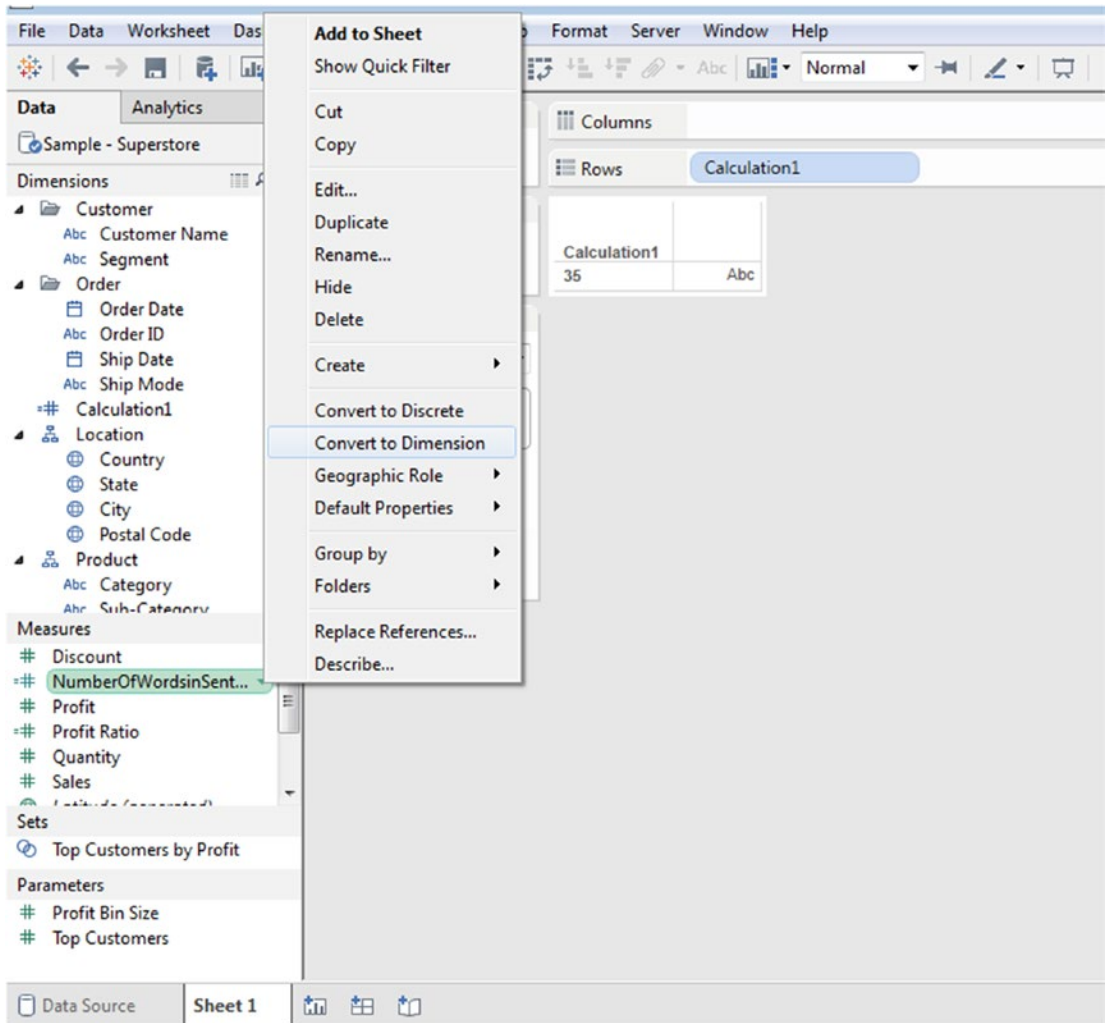 File Data Worksheet Das Format Server Window Help
Abc Normal
Data Analytics
Sample - Superstore
Dimensions
Customer
Abc Customer Name
Abc Segment
Order
Order Date
Abc Order ID
Ship Date
Abc Ship Mode
=# Calculation1
Location
Country
State
City
Postal Code
Product
Abc Category
Abc Sub-Category
Measures
# Discount
=# NumberOfWordsinSent...
# Profit
=# Profit Ratio
# Quantity
# Sales
Latitude (generated)
Sets
Top Customers by Profit
Parameters
# Profit Bin Size
# Top Customers
Add to Sheet
Show Quick Filter
Cut
Copy
Edit...
Duplicate
Rename...
Hide
Delete
Create
Convert to Discrete
Convert to Dimension
Geographic Role
Default Properties
Group by
Folders
Replace References...
Describe...
Columns
Rows Calculation1
Calculation1
35 Abc
Data Source Sheet 1